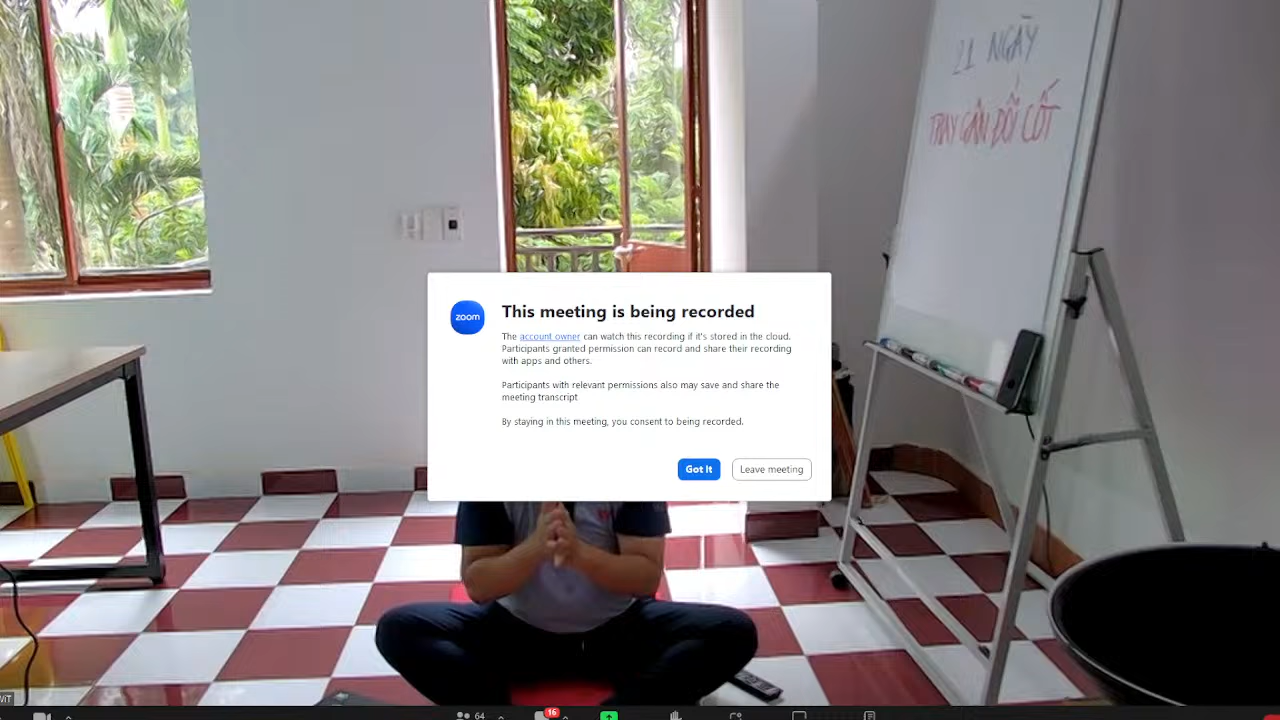 21 NGÀY
THAY GÂN ĐỔI CỐT
zoom
This meeting is being recorded
The account owner can watch this recording if it's stored in the cloud.
Participants granted permission can record and share their recording
with apps and others.
Participants with relevant permissions also may save and share the
meeting transcript
By staying in this meeting, you consent to being recorded.
Got It
Leave meeting
64
16